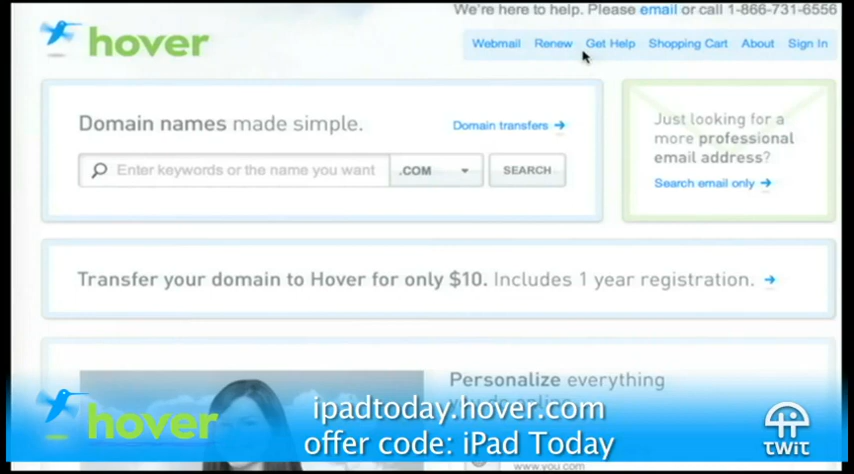 We're here to help. Please email or call 1-866-731-6556
hover
Webmail Renew Get Help Shopping Cart About Sign In
Domain names made simple.
Domain transfers
Enter keywords or the name you want
.COM
SEARCH
Just looking for a
more professional
email address?
Search email only
Transfer your domain to Hover for only $10. Includes 1 year registration.
Personalize everything
hover
ipadtoday.hover.com
offer code: iPad Today
TWiT
www.you.com